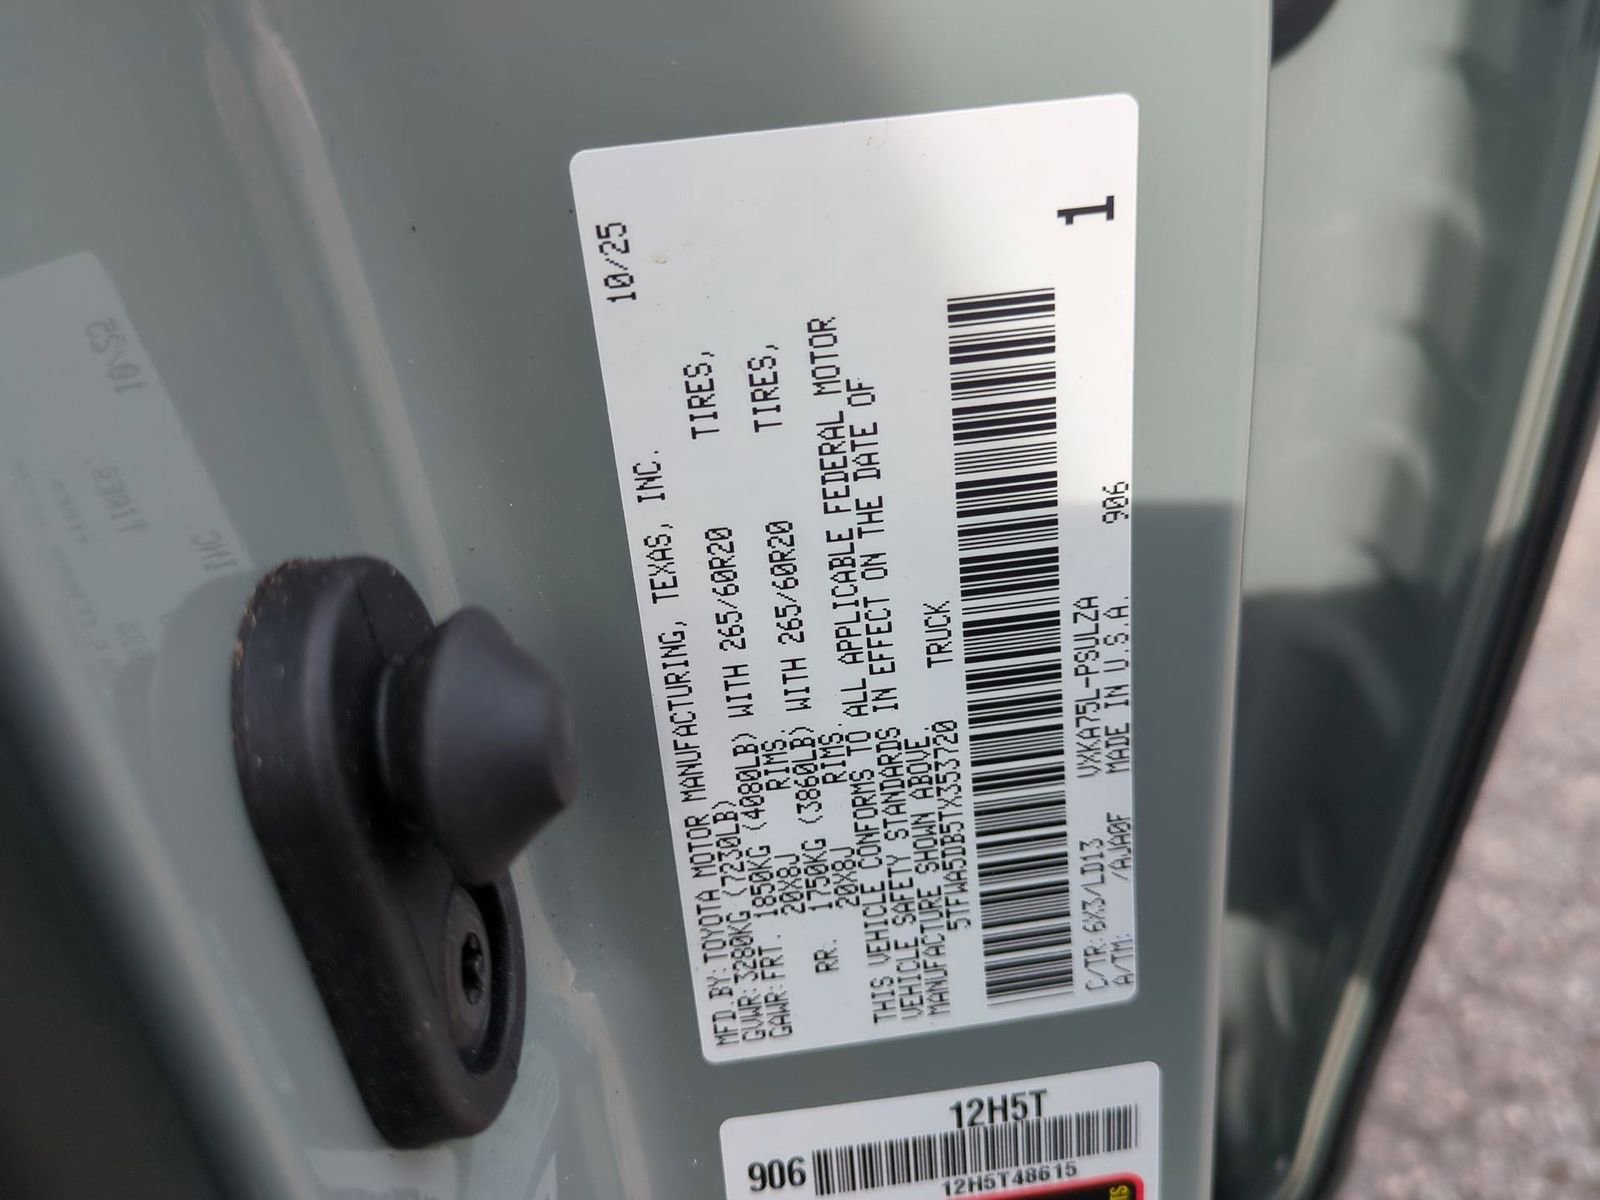 10/25
MFD.BY:TOYOTA MOTOR MANUFACTURING, TEXAS, INC.
GVWR:3280KG(7230LB)
GAWR:FRT. 1850KG(4080LB) WITH 265/60R20 TIRES,
20X8J RIMS.
RR. 1750KG (3860LB) WITH 265/60R20 TIRES,
20X8J RIMS.
THIS VEHICLE CONFORMS TO ALL APPLICABLE FEDERAL MOTOR
VEHICLE SAFETY STANDARDS IN EFFECT ON THE DATE OF
MANUFACTURE SHOWN ABOVE.
5TFWA5DB5TX353720 TRUCK
C/TR:6X3/LD13 VXKA75L-PSULZA 906
A/TM: /AJA0F MADE IN U.S.A.
1
12H5T
906
12H5T48615